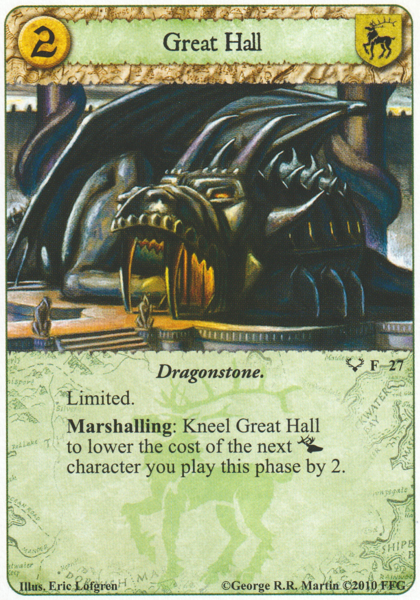 2
Great Hall
F 27
Dragonstone.
Limited.
Marshalling: Kneel Great Hall
to lower the cost of the next
character you play this phase by 2.
Illus. Eric Lofgren
©George R.R. Martin ©2010 FFG